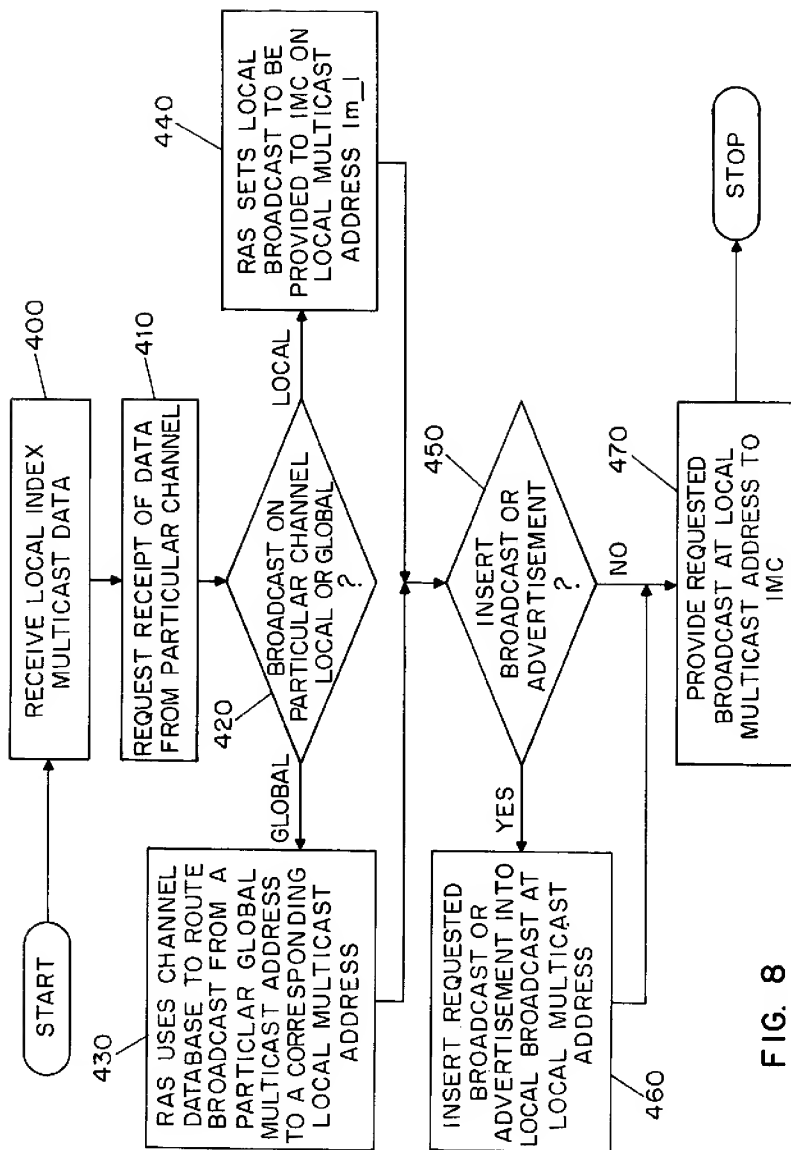 START
400
RECEIVE LOCAL INDEX
MULTICAST DATA
410
REQUEST RECEIPT OF DATA
FROM PARTICULAR CHANNEL
420
BROADCAST ON
PARTICULAR CHANNEL
LOCAL OR GLOBAL
?
GLOBAL
LOCAL
430
RAS USES CHANNEL
DATABASE TO ROUTE
BROADCAST FROM A
PARTICLAR GLOBAL
MULTICAST ADDRESS
TO A CORRESPONDING
LOCAL MULTICAST
ADDRESS
440
RAS SETS LOCAL
BROADCAST TO BE
PROVIDED TO IMC ON
LOCAL MULTICAST
ADDRESS lm_l
450
INSERT
BROADCAST OR
ADVERTISEMENT
?
YES
NO
INSERT REQUESTED
BROADCAST OR
ADVERTISEMENT INTO
LOCAL BROADCAST AT
LOCAL MULTICAST
ADDRESS
460
470
PROVIDE REQUESTED
BROADCAST AT LOCAL
MULTICAST ADDRESS TO
IMC
STOP
FIG. 8